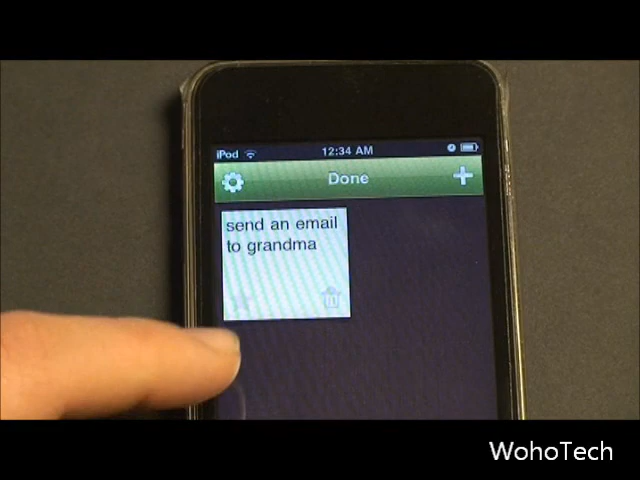 iPod 12:34 AM
Done
send an email
to grandma
WohoTech